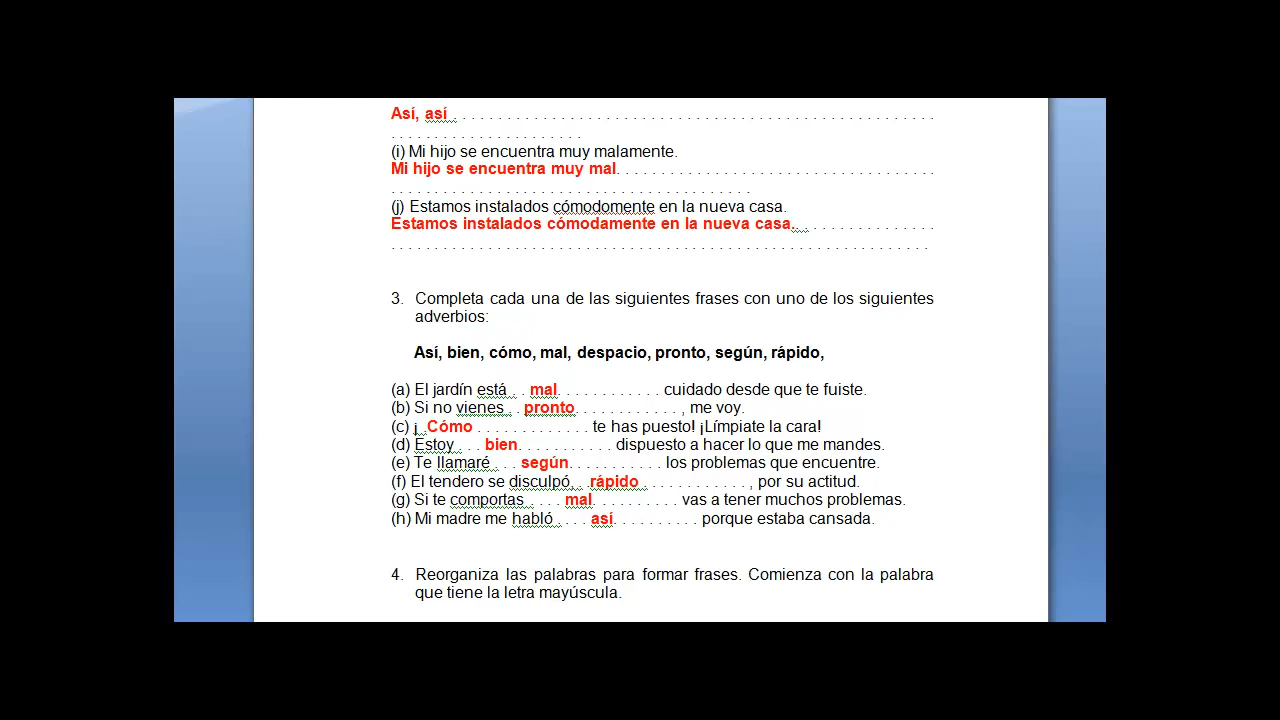 Así, así . . . . . . . . . . . . . . . . . . . . . . . . . . . . . . . . . . . . . . . . . . . . . . . . . . . . .
. . . . . . . . . . . . . . . . . . . . . .
(i) Mi hijo se encuentra muy malamente.
Mi hijo se encuentra muy mal. . . . . . . . . . . . . . . . . . . . . . . . . . . . . . . . . . .
. . . . . . . . . . . . . . . . . . . . . . . . . . . . . . . . . . . . . . .
(j) Estamos instalados cómodomente en la nueva casa.
Estamos instalados cómodamente en la nueva casa. . . . . . . . . . . . . . . . .
. . . . . . . . . . . . . . . . . . . . . . . . . . . . . . . . . . . . . . . . . . . . . . . . . . . . . . . . . .
3. Completa cada una de las siguientes frases con uno de los siguientes
adverbios:
Así, bien, cómo, mal, despacio, pronto, según, rápido,
(a) El jardín está . . mal. . . . . . . . . . . . cuidado desde que te fuiste.
(b) Si no vienes . . pronto. . . . . . . . . . . . , me voy.
(c) ¡ . Cómo . . . . . . . . . . . . . te has puesto! ¡Límpiate la cara!
(d) Estoy . . . bien. . . . . . . . . . . dispuesto a hacer lo que me mandes.
(e) Te llamaré . . . según. . . . . . . . . . . los problemas que encuentre.
(f) El tendero se disculpó. . .rápido . . . . . . . . . . . . , por su actitud.
(g) Si te comportas . . . . mal. . . . . . . . . . vas a tener muchos problemas.
(h) Mi madre me habló . . . . así. . . . . . . . . . porque estaba cansada.
4. Reorganiza las palabras para formar frases. Comienza con la palabra
que tiene la letra mayúscula.